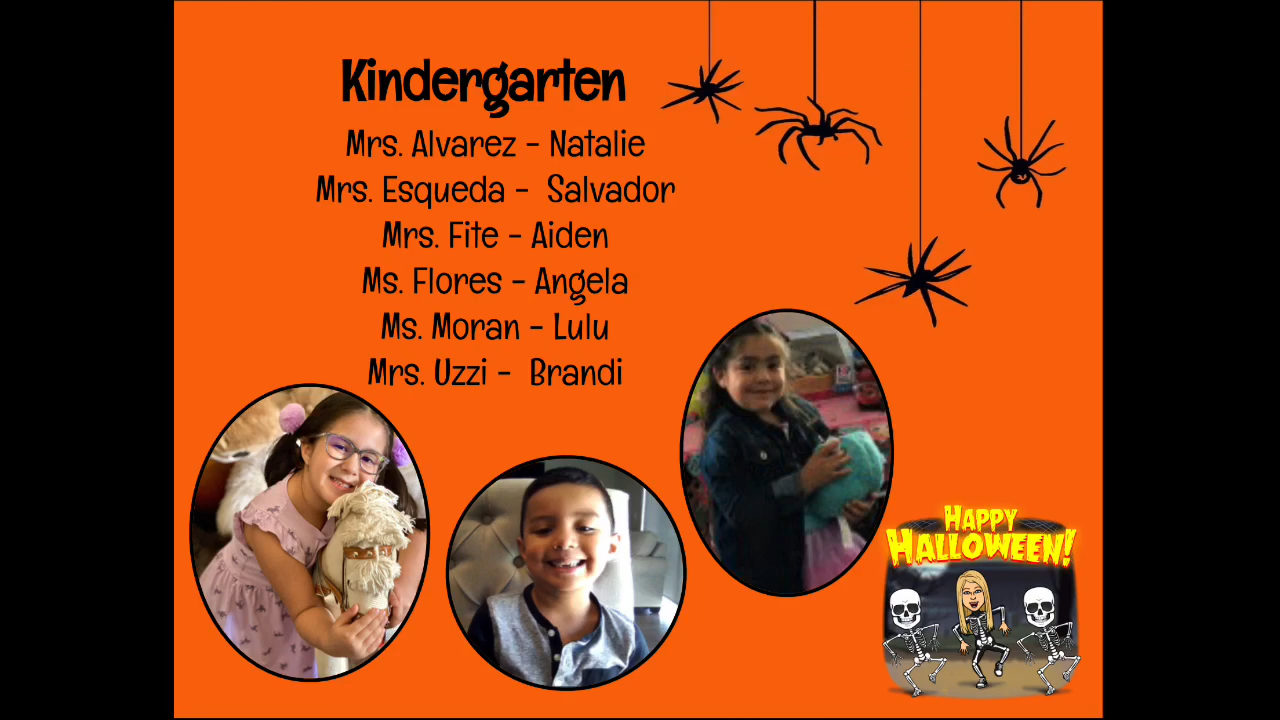 Kindergarten
Mrs. Alvarez - Natalie
Mrs. Esqueda - Salvador
Mrs. Fite - Aiden
Ms. Flores - Angela
Ms. Moran - Lulu
Mrs. Uzzi - Brandi
HAPPY
HALLOWEEN!